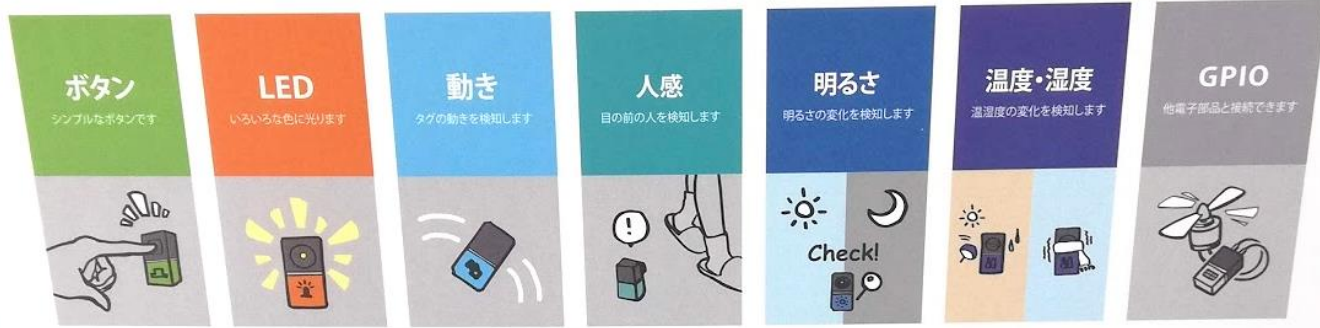 ボタン
シンプルなボタンです
LED
いろいろな色に光ります
動き
タグの動きを検知します
人感
目の前の人を検知します
明るさ
明るさの変化を検知します
Check!
温度・湿度
温湿度の変化を検知します
GPIO
他電子部品と接続できます
!